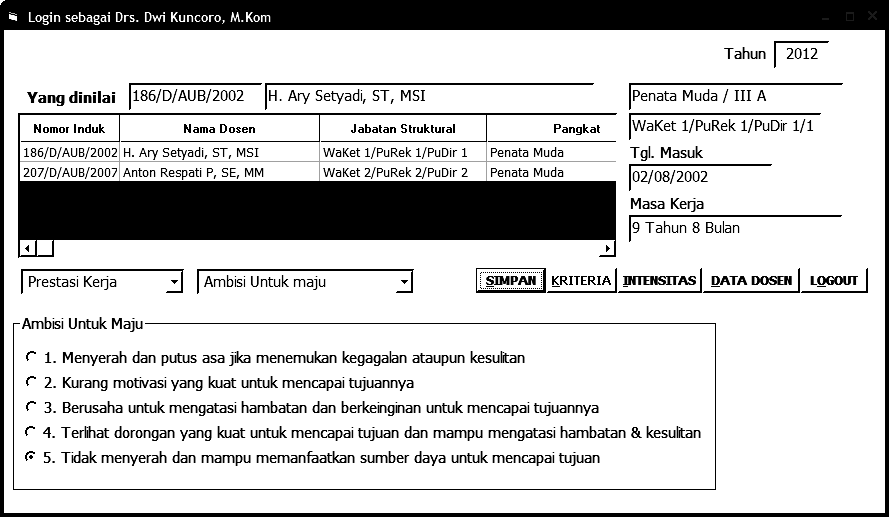 Login sebagai Drs. Dwi Kuncoro, M.Kom
Tahun 2012
Yang dinilai 186/D/AUB/2002 H. Ary Setyadi, ST, MSI Penata Muda / III A
Nomor Induk Nama Dosen Jabatan Struktural Pangkat
186/D/AUB/2002 H. Ary Setyadi, ST, MSI WaKet 1/PuRek 1/PuDir 1 Penata Muda
207/D/AUB/2007 Anton Respati P, SE, MM WaKet 2/PuRek 2/PuDir 2 Penata Muda
WaKet 1/PuRek 1/PuDir 1/1
Tgl. Masuk
02/08/2002
Masa Kerja
9 Tahun 8 Bulan
Prestasi Kerja Ambisi Untuk maju SIMPAN KRITERIA INTENSITAS DATA DOSEN LOGOUT
Ambisi Untuk Maju
1. Menyerah dan putus asa jika menemukan kegagalan ataupun kesulitan
2. Kurang motivasi yang kuat untuk mencapai tujuannya
3. Berusaha untuk mengatasi hambatan dan berkeinginan untuk mencapai tujuannya
4. Terlihat dorongan yang kuat untuk mencapai tujuan dan mampu mengatasi hambatan & kesulitan
5. Tidak menyerah dan mampu memanfaatkan sumber daya untuk mencapai tujuan